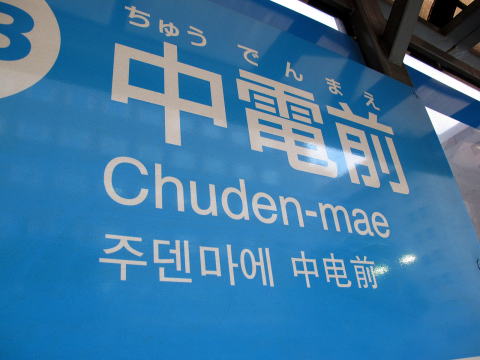 ちゅう でん まえ
中電前
Chuden-mae
주덴마에 中电前